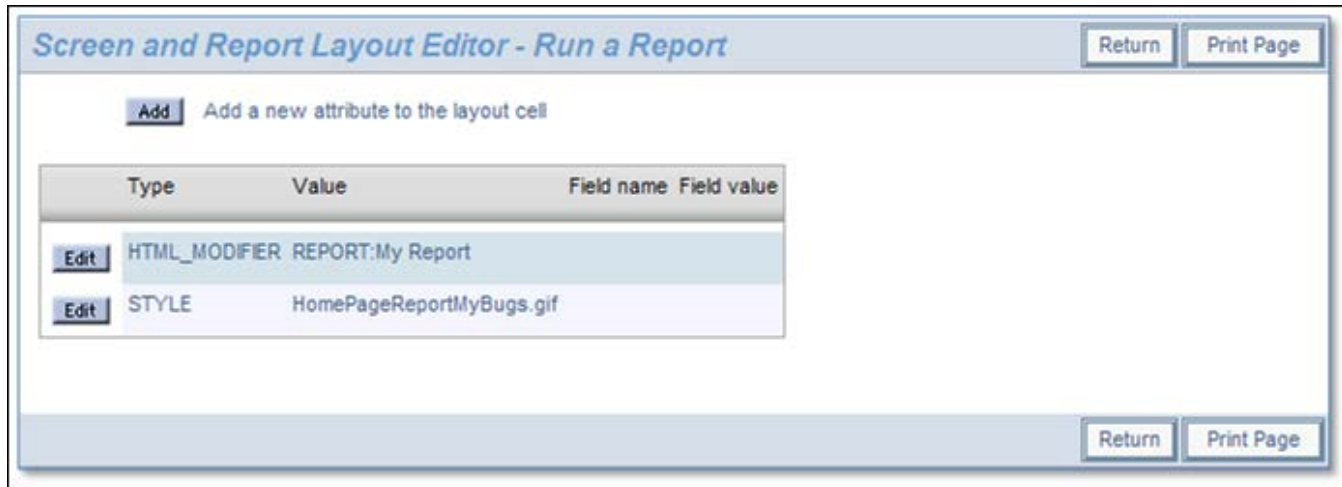 Screen and Report Layout Editor - Run a Report Return Print Page
Add Add a new attribute to the layout cell
Type Value Field name Field value
Edit HTML_MODIFIER REPORT:My Report
Edit STYLE HomePageReportMyBugs.gif
Return Print Page